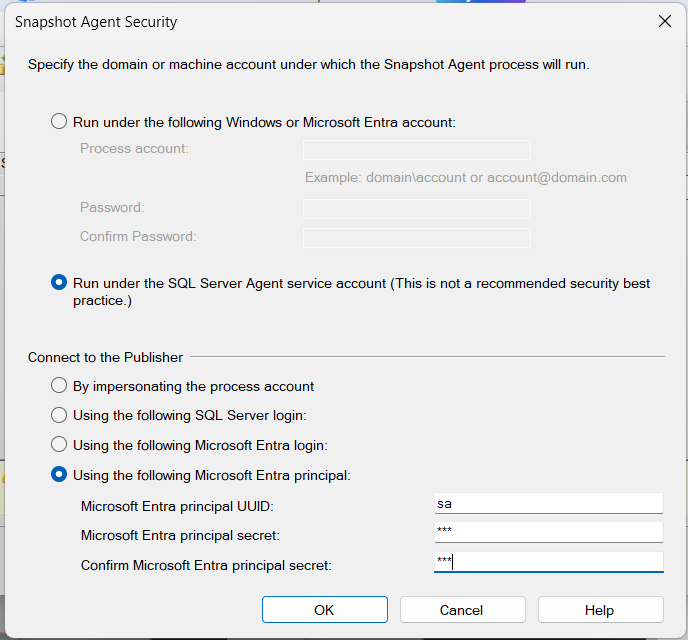 Snapshot Agent Security
Specify the domain or machine account under which the Snapshot Agent process will run.
Run under the following Windows or Microsoft Entra account:
Process account:
Example: domain\account or account@domain.com
Password:
Confirm Password:
Run under the SQL Server Agent service account (This is not a recommended security best
practice.)
Connect to the Publisher
By impersonating the process account
Using the following SQL Server login:
Using the following Microsoft Entra login:
Using the following Microsoft Entra principal:
Microsoft Entra principal UUID: sa
Microsoft Entra principal secret: ***
Confirm Microsoft Entra principal secret: ***
OK Cancel Help